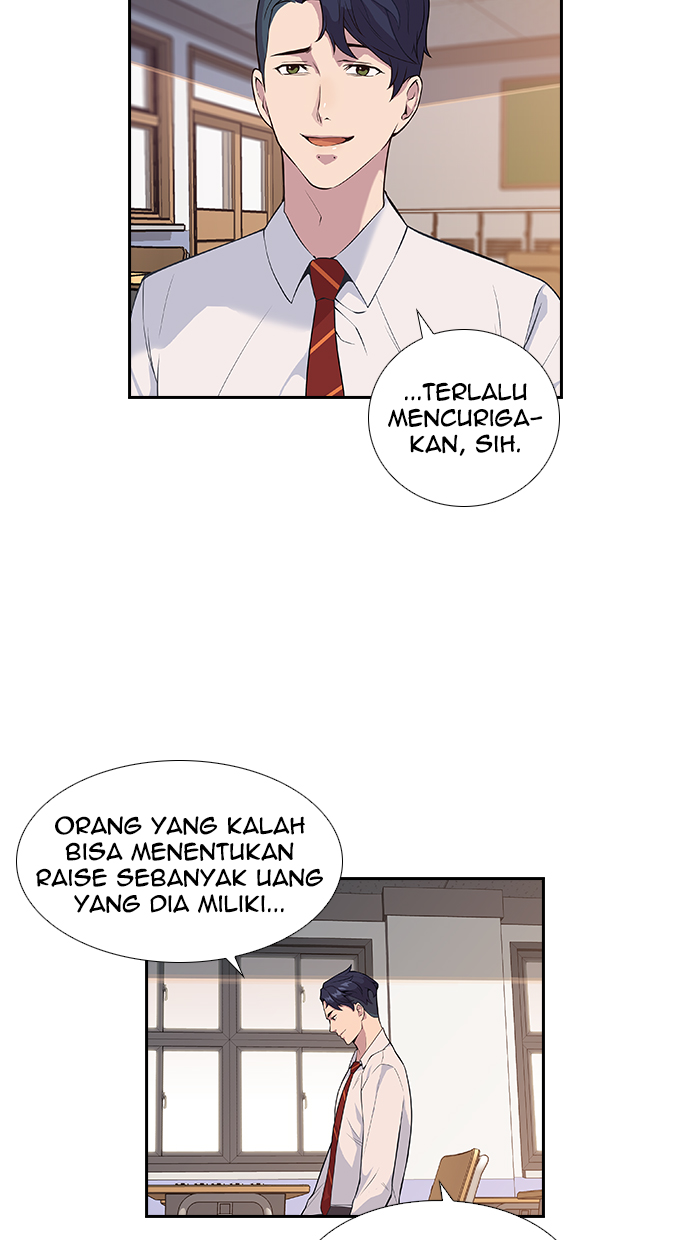 ...TERLALU
MENCURIGA-
KAN, SIH.
ORANG YANG KALAH
BISA MENENTUKAN
RAISE SEBANYAK UANG
YANG DIA MILIKI...